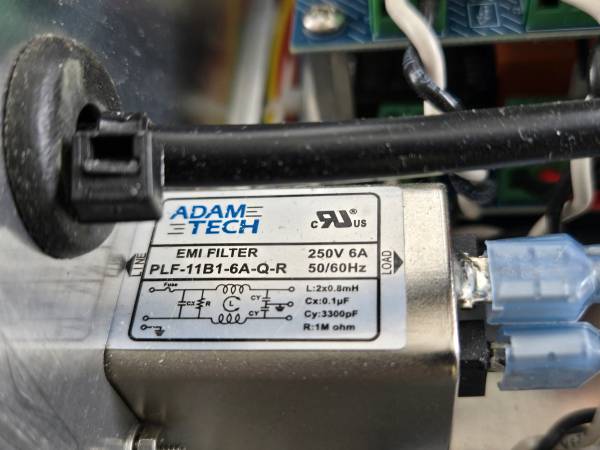 ADAM
TECH
c RU ® US
EMI FILTER
PLF-11B1-6A-Q-R
250V 6A
50/60Hz
LINE
LOAD
Fuse
CX
R
L
CY
CY
L:2x0.8mH
Cx:0.1µF
Cy:3300pF
R:1M ohm